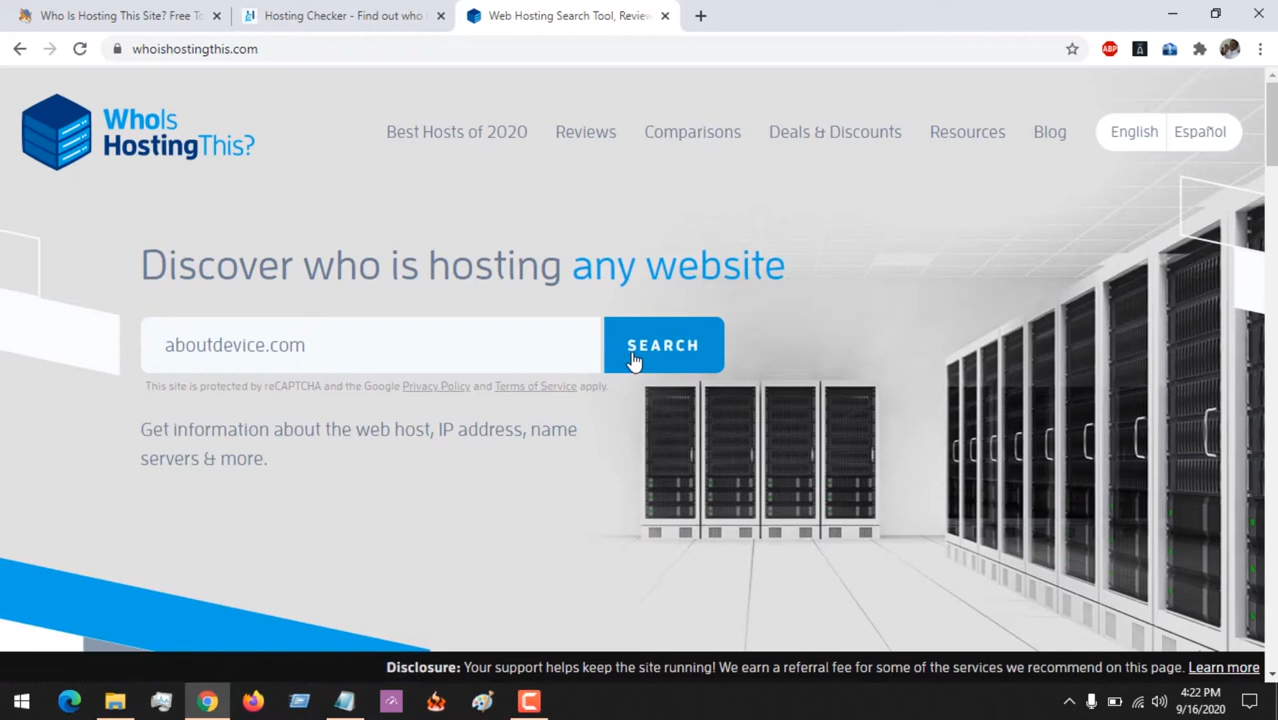 Who Is Hosting This Site? Free To
Hosting Checker - Find out who
Web Hosting Search Tool, Review
whoishostingthis.com
ABP
WhoIs
HostingThis?
Best Hosts of 2020
Reviews
Comparisons
Deals & Discounts
Resources
Blog
English
Español
Discover who is hosting any website
aboutdevice.com
SEARCH
This site is protected by reCAPTCHA and the Google Privacy Policy and Terms of Service apply.
Get information about the web host, IP address, name
servers & more.
Disclosure: Your support helps keep the site running! We earn a referral fee for some of the services we recommend on this page. Learn more
4:22 PM
9/16/2020